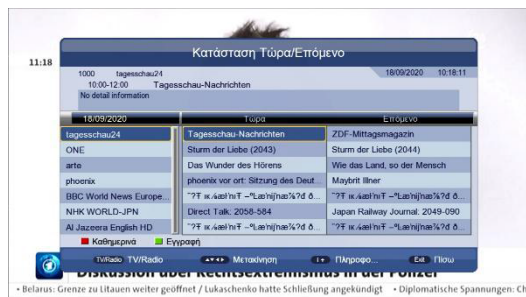 11:18
Κατάσταση Τώρα/Επόμενο
1000 tagesschau24 18/09/2020 10:18:11
10:00-12:00 Tagesschau-Nachrichten
No detail information
18/09/2020 Τώρα Επόμενο
tagesschau24 Tagesschau-Nachrichten ZDF-Mittagsmagazin
ONE Sturm der Liebe (2043) Sturm der Liebe (2044)
arte Das Wunder des Hörens Wie das Land, so der Mensch
phoenix phoenix vor ort: Sitzung des Deut... Maybrit Illner
BBC World News Europe...
NHK WORLD-JPN Direct Talk: 2058-584 Japan Railway Journal: 2049-090
Al Jazeera English HD
Καθημερινά Εγγραφή
TV/Radio TV/Radio Μετακίνηση i+ Πληροφο... Exit Πίσω
Diskussion über Rechtsextremismus in der Polizei
• Belarus: Grenze zu Litauen weiter geöffnet / Lukaschenko hatte Schließung angekündigt • Diplomatische Spannungen: